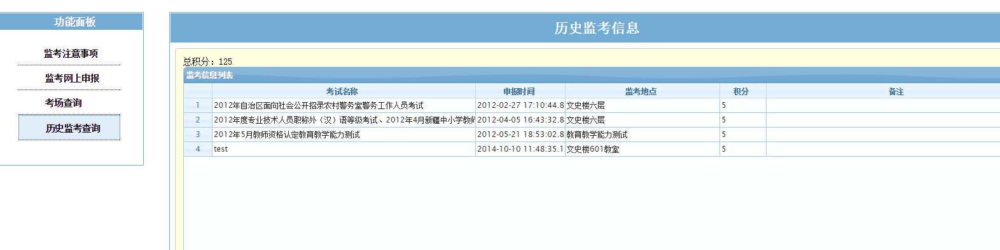 功能面板
监考注意事项
监考网上申报
考场查询
历史监考查询
历史监考信息
总积分：125
监考信息列表
考试名称 申报时间 监考地点 积分 备注
1 2012年自治区面向社会公开招录农村警务室警务工作人员考试 2012-02-27 17:10:44.8 文史楼六层 5
2 2012年度专业技术人员职称外（汉）语等级考试、2012年4月新疆中小学教师 2012-04-05 16:43:32.8 文史楼六层 5
3 2012年5月教师资格认定教育教学能力测试 2012-05-21 18:53:02.8 教育教学能力测试 5
4 test 2014-10-10 11:48:35.1 文史楼601教室 5